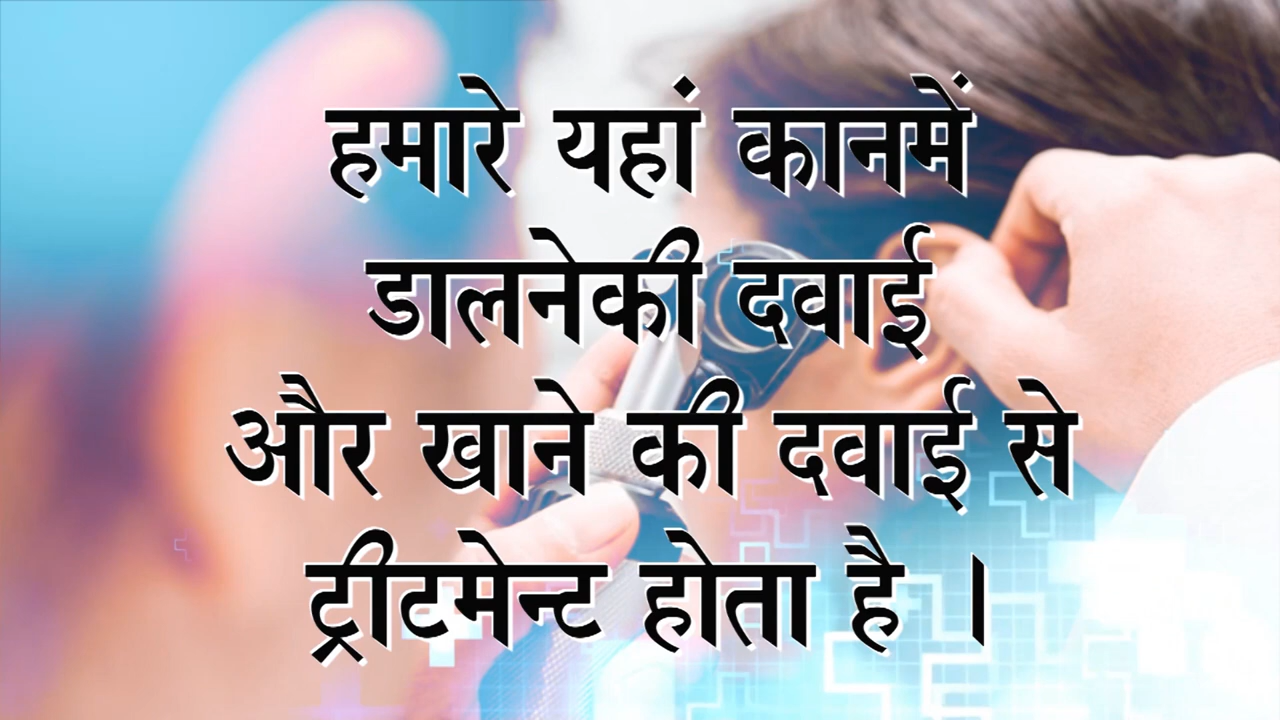 हमारे यहां कानमें
डालनेकी दवाई
और खाने की दवाई से
ट्रीटमेन्ट होता है ।